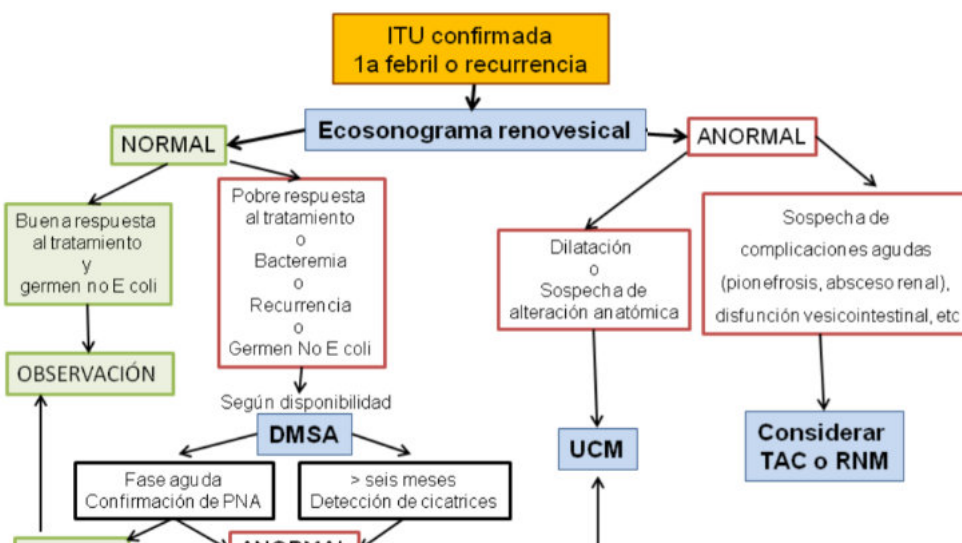 ITU confirmada
1a febril o recurrencia
Ecosonograma renovesical
NORMAL
ANORMAL
Buena respuesta
al tratamiento
y
germen no E coli
Pobre respuesta
al tratamiento
o
Bacteremia
o
Recurrencia
o
Germen No E coli
Dilatación
o
Sospecha de
alteración anatómica
Sospecha de
complicaciones agudas
(pionefrosis, absceso renal),
disfunción vesicointestinal, etc
OBSERVACIÓN
Según disponibilidad
DMSA
UCM
Considerar
TAC o RNM
Fase aguda
Confirmación de PNA
> seis meses
Detección de cicatrices
ANORMAL